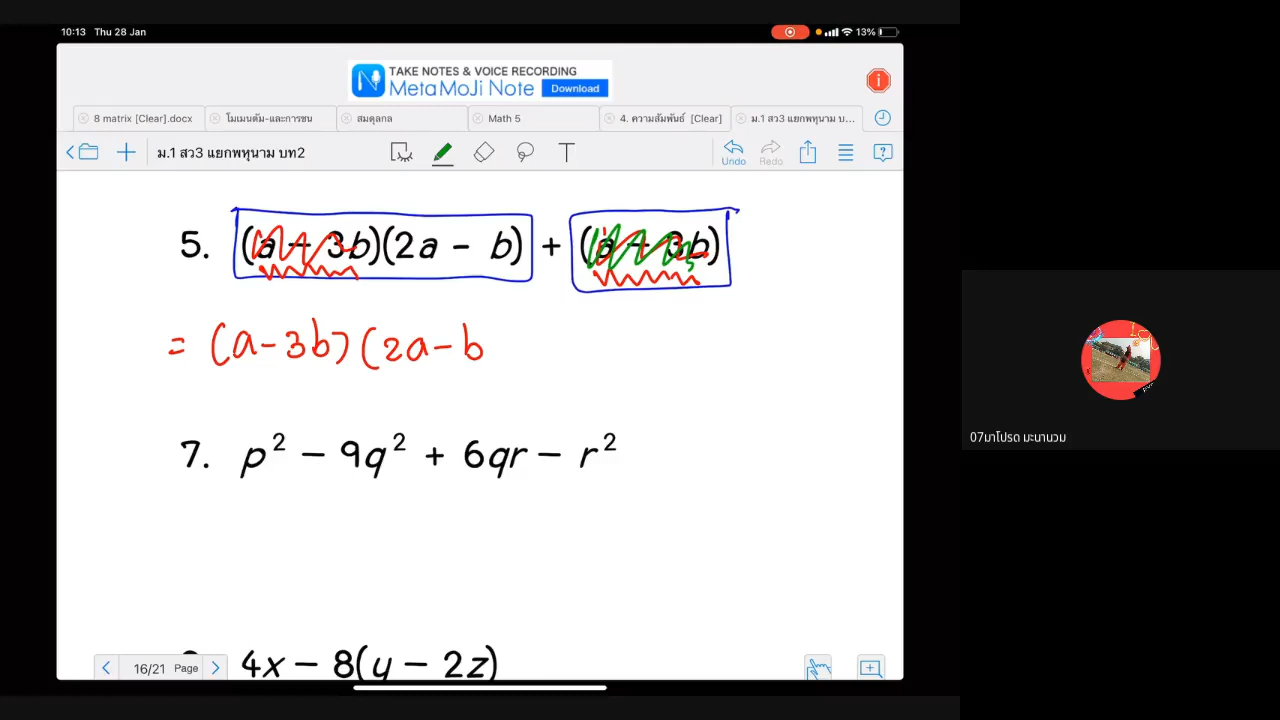 10:13 Thu 28 Jan
13%
TAKE NOTES & VOICE RECORDING
MetaMoJi Note Download
8 matrix [Clear].docx
โมเมนตัม-และการชน
สมดุลกล
Math 5
4. ความสัมพันธ์ [Clear]
ม.1 สว3 แยกพหุนาม บ...
ม.1 สว3 แยกพหุนาม บท2
T
Undo
Redo
5. (a − 3b)(2a − b) + (a − 3b)
= (a-3b) (2a-b
7. p² − 9q² + 6qr − r²
4x − 8(y − 2z)
16/21 Page
07มาโปรด มะนานวม